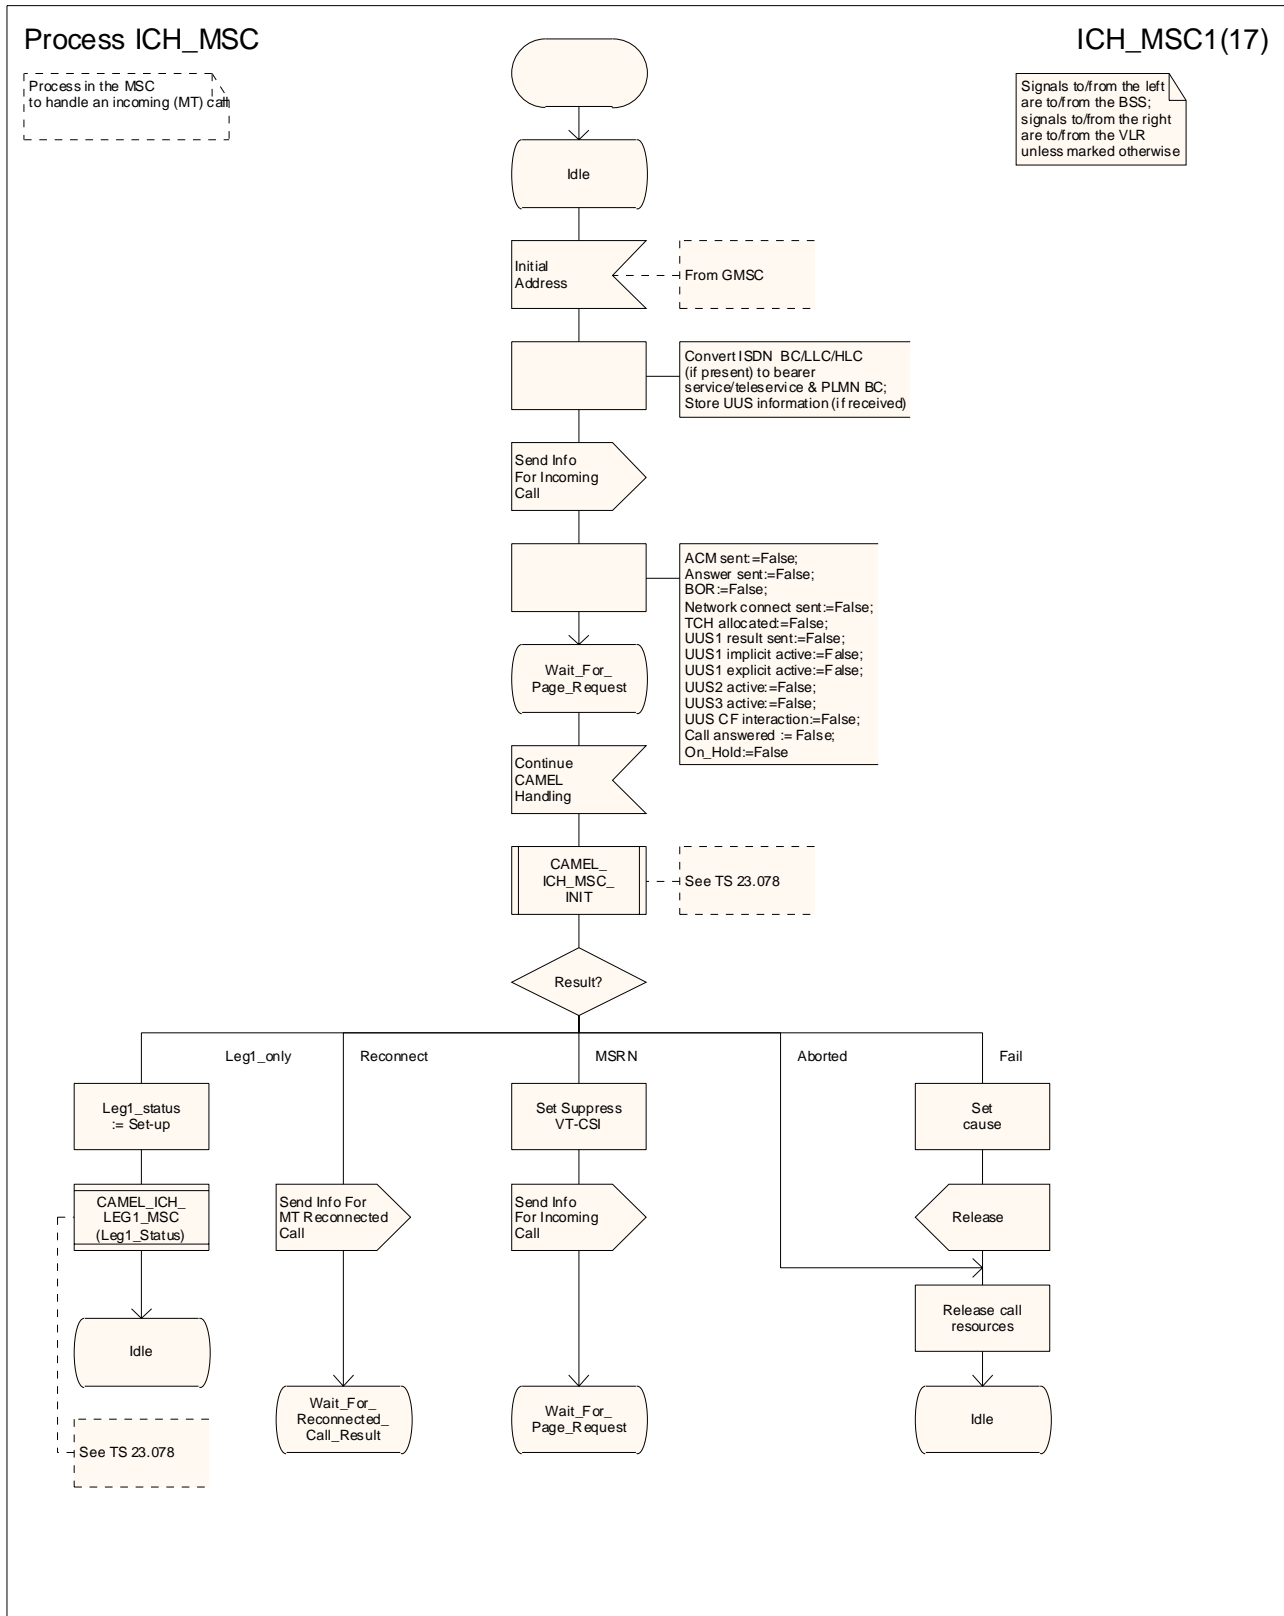 Process ICH_MSC
ICH_MSC1(17)
Process in the MSC
to handle an incoming (MT) call
Signals to/from the left
are to/from the BSS;
signals to/from the right
are to/from the VLR
unless marked otherwise
Idle
Initial
Address
From GMSC
Convert ISDN BC/LLC/HLC
(if present) to bearer
service/teleservice & PLMN BC;
Store UUS information (if received)
Send Info
For Incoming
Call
ACM sent:=False;
Answer sent:=False;
BOR:=False;
Network connect sent:=False;
TCH allocated:=False;
UUS1 result sent:=False;
UUS1 implicit active:=False;
UUS1 explicit active:=False;
UUS2 active:=False;
UUS3 active:=False;
UUS CF interaction:=False;
Call answered := False;
On_Hold:=False
Wait_For_
Page_Request
Continue
CAMEL
Handling
CAMEL_
ICH_MSC_
INIT
See TS 23.078
Result?
Leg1_only
Reconnect
MSRN
Aborted
Fail
Leg1_status
:= Set-up
Set Suppress
VT-CSI
Set
cause
CAMEL_ICH_
LEG1_MSC
(Leg1_Status)
Send Info For
MT Reconnected
Call
Send Info
For Incoming
Call
Release
Release call
resources
Idle
Wait_For_
Reconnected_
Call_Result
Wait_For_
Page_Request
Idle
See TS 23.078